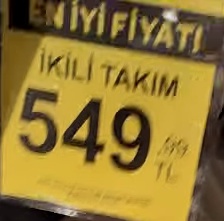 EN İYİ FİYATI
İKİLİ TAKIM
549 ,99
TL